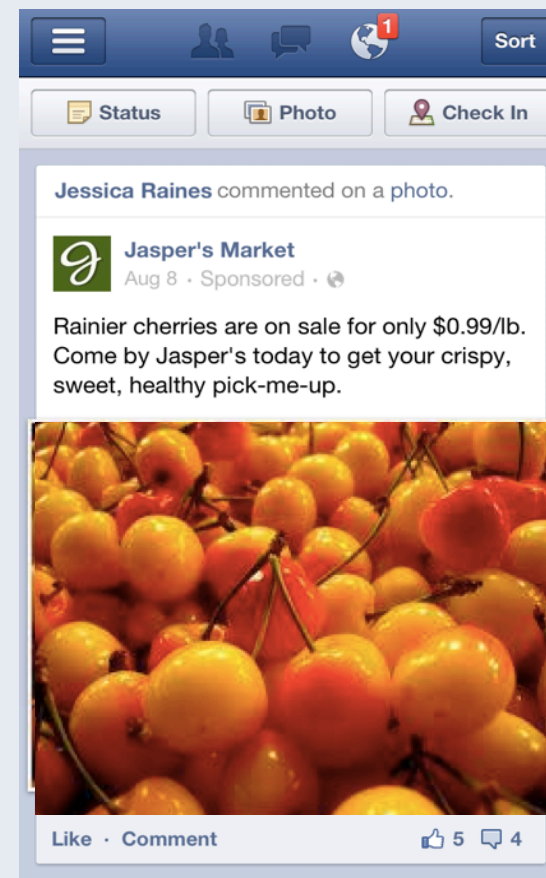 1
Sort
Status Photo Check In
Jessica Raines commented on a photo.
Jasper's Market
Aug 8 · Sponsored ·
Rainier cherries are on sale for only $0.99/lb.
Come by Jasper's today to get your crispy,
sweet, healthy pick-me-up.
Like · Comment 5 4